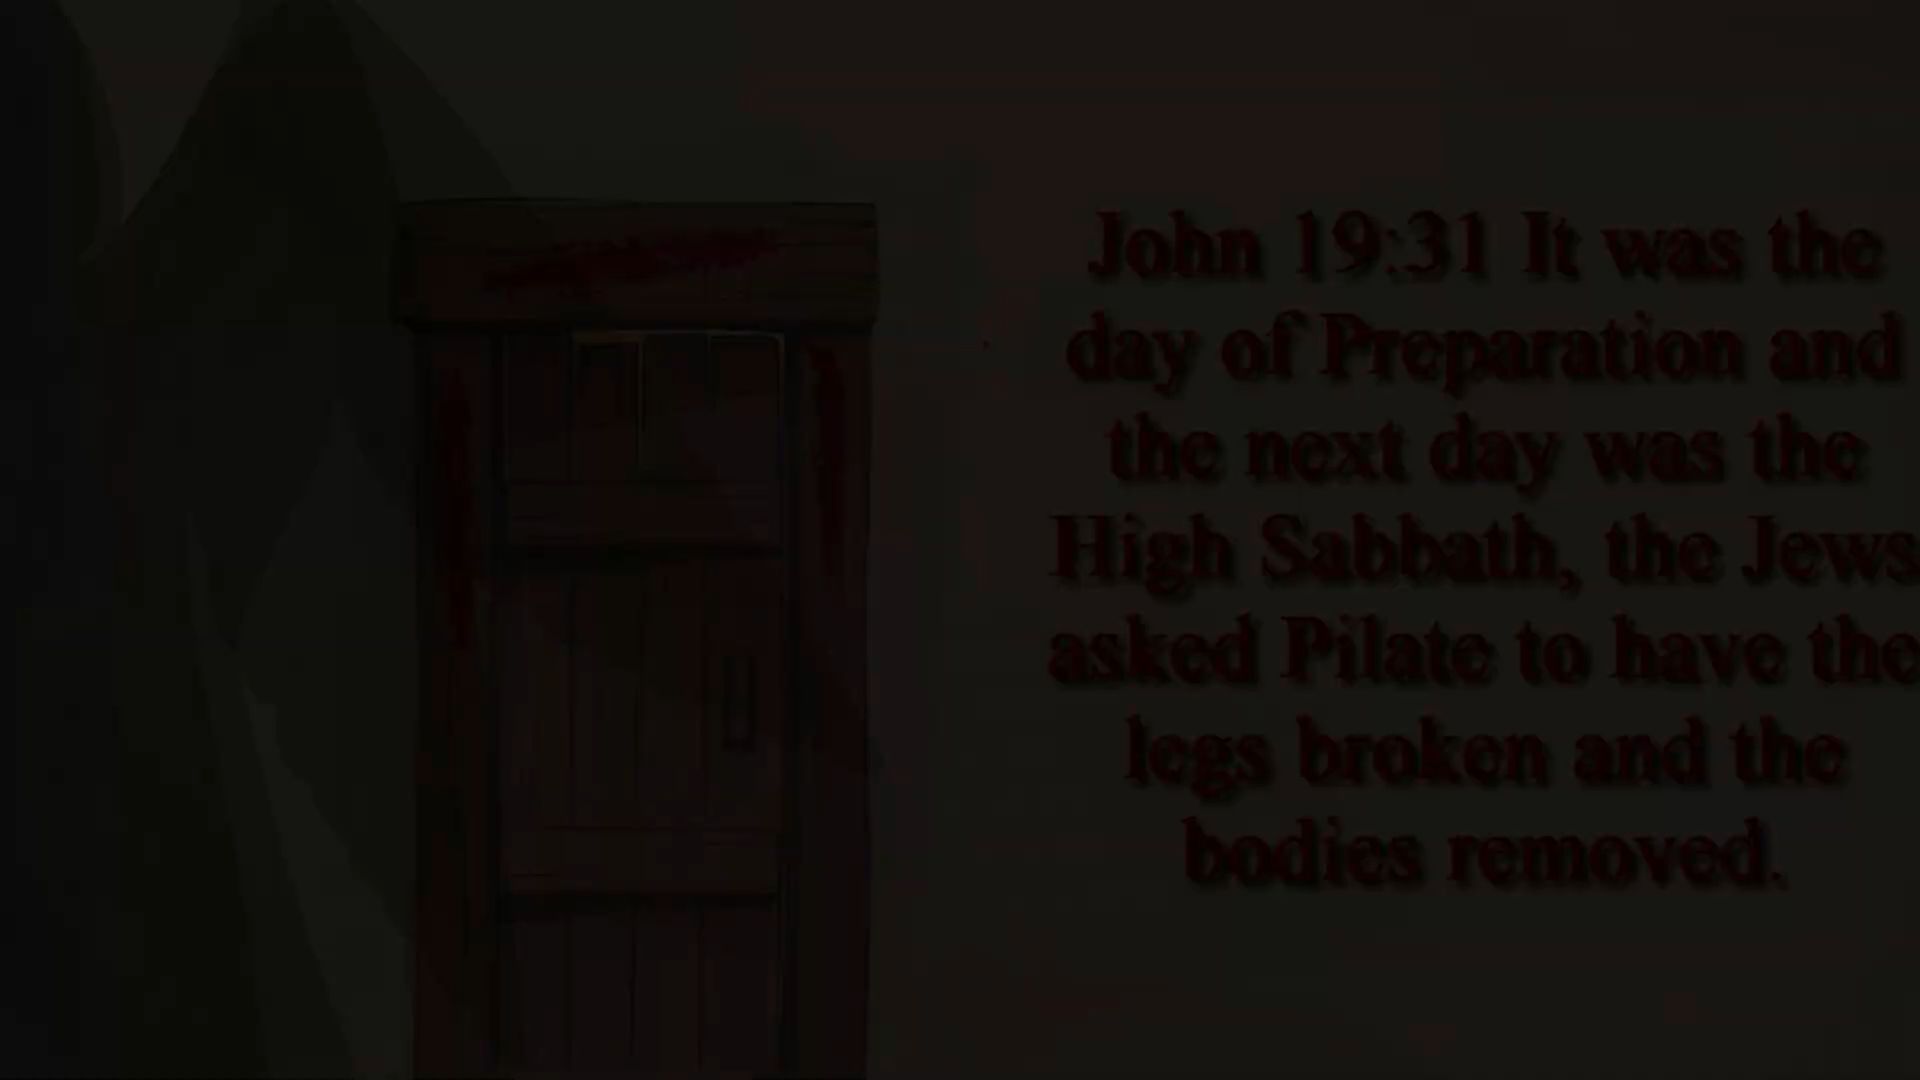 John 19:31 It was the
day of Preparation and
the next day was the
High Sabbath, the Jews
asked Pilate to have the
legs broken and the
bodies removed.